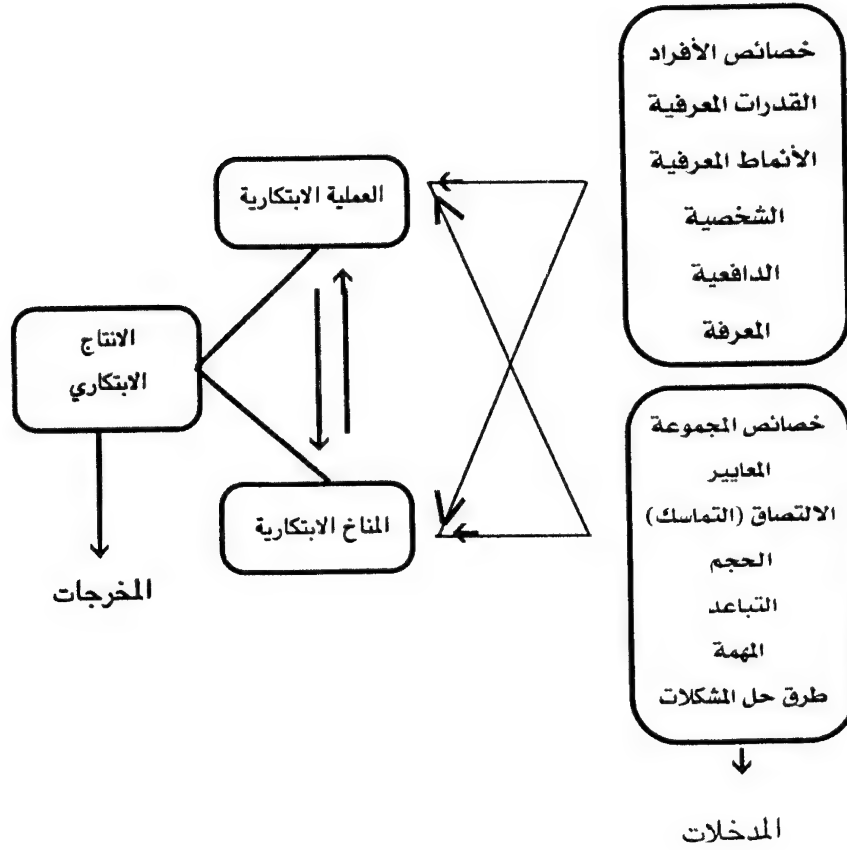 خصائص الأفراد
القدرات المعرفية
الأنماط المعرفية
الشخصية
الدافعية
المعرفة
خصائص المجموعة
المعايير
الالتصاق (التماسك)
الحجم
التباعد
المهمة
طرق حل المشكلات
المدخلات
العملية الابتكارية
المناخ الابتكارية
الانتاج
الابتكاري
المخرجات